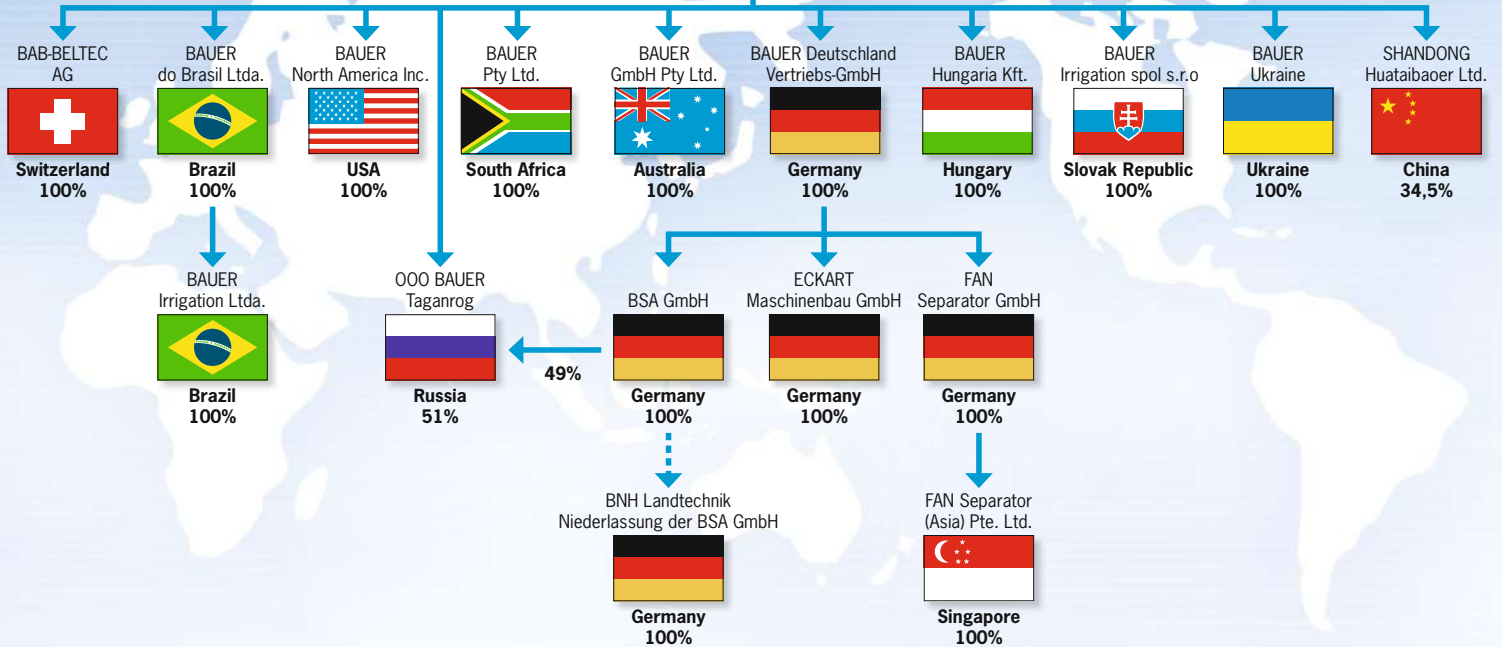 BAB-BELTEC
AG
Switzerland
100%
BAUER
do Brasil Ltda.
Brazil
100%
BAUER
North America Inc.
USA
100%
BAUER
Pty Ltd.
South Africa
100%
BAUER
GmbH Pty Ltd.
Australia
100%
BAUER Deutschland
Vertriebs-GmbH
Germany
100%
BAUER
Hungaria Kft.
Hungary
100%
BAUER
Irrigation spol s.r.o
Slovak Republic
100%
BAUER
Ukraine
Ukraine
100%
SHANDONG
Huataibaoer Ltd.
China
34,5%
BAUER
Irrigation Ltda.
Brazil
100%
OOO BAUER
Taganrog
Russia
51%
49%
BSA GmbH
Germany
100%
ECKART
Maschinenbau GmbH
Germany
100%
FAN
Separator GmbH
Germany
100%
BNH Landtechnik
Niederlassung der BSA GmbH
Germany
100%
FAN Separator
(Asia) Pte. Ltd.
Singapore
100%